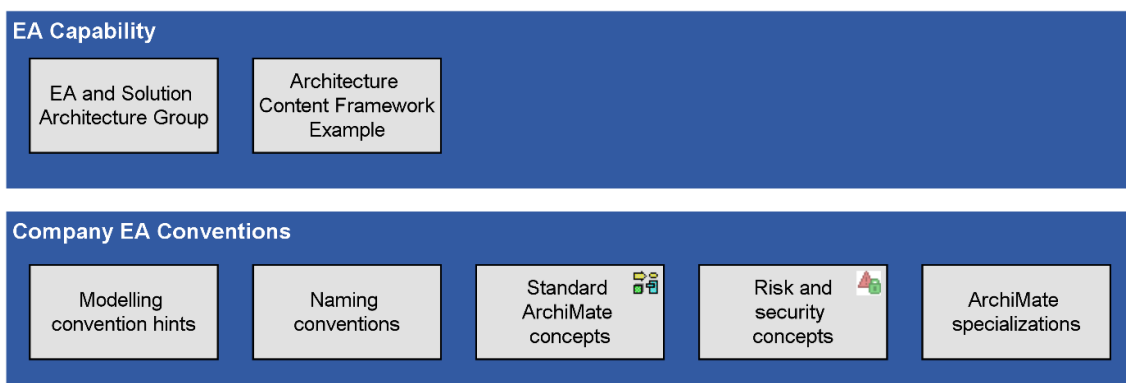 EA Capability
EA and Solution
Architecture Group
Architecture
Content Framework
Example
Company EA Conventions
Modelling
convention hints
Naming
conventions
Standard
ArchiMate
concepts
Risk and
security
concepts
ArchiMate
specializations